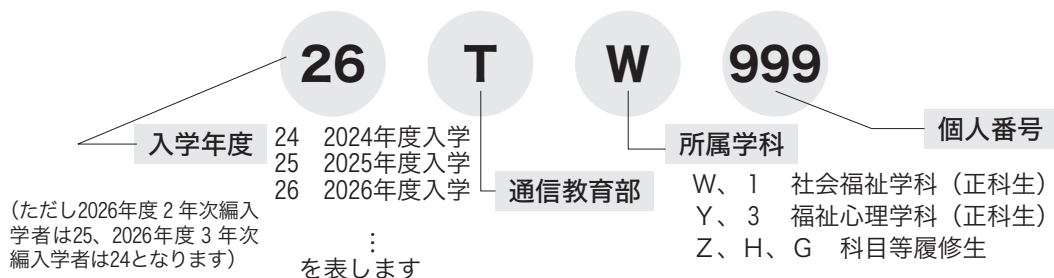 26 T W 999
入学年度
24 2024年度入学
25 2025年度入学
26 2026年度入学
⋮
を表します
(ただし2026年度2年次編入
学者は25、2026年度3年次
編入学者は24となります)
通信教育部
所属学科
W、1 社会福祉学科(正科生)
Y、3 福祉心理学科(正科生)
Z、H、G 科目等履修生
個人番号